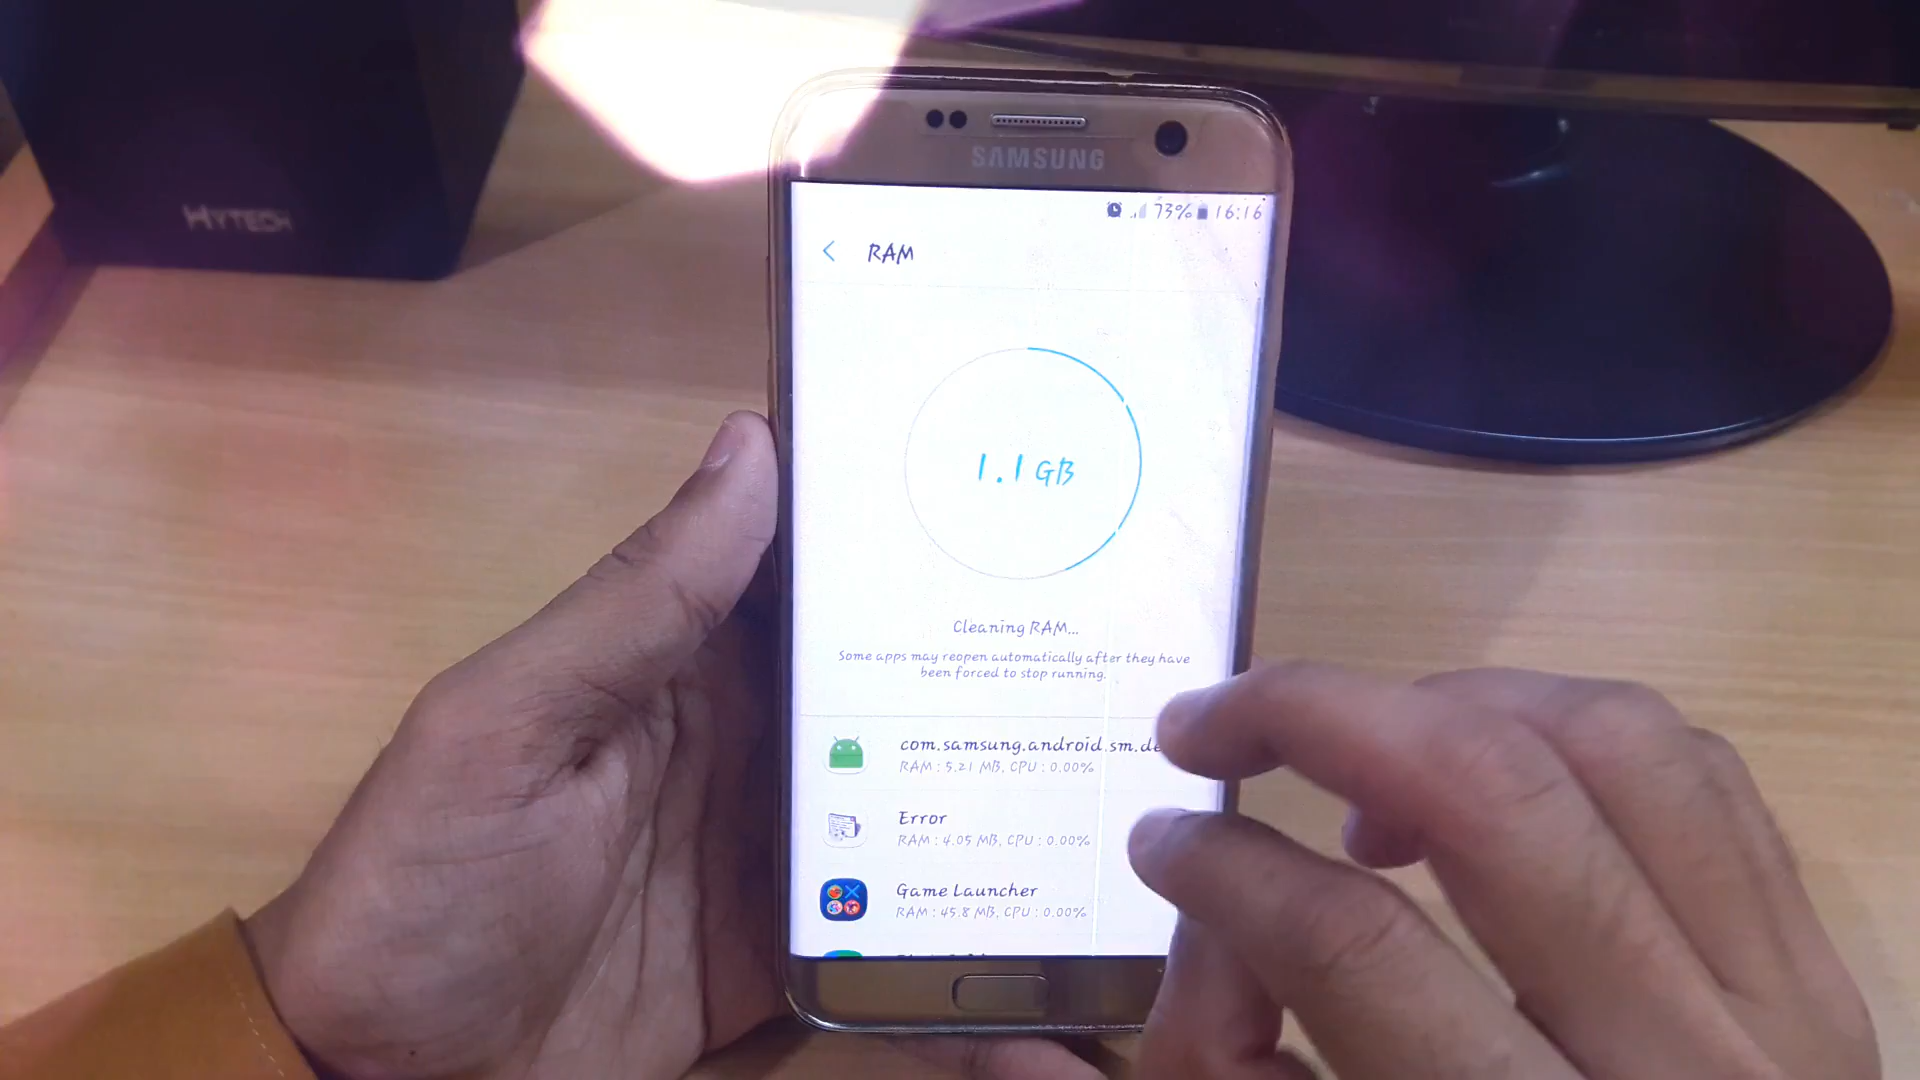 HYTECH
SAMSUNG
73% 16:16
RAM
1.1 GB
Cleaning RAM...
Some apps may reopen automatically after they have
been forced to stop running.
com.samsung.android.sm.de
RAM : 5.21 MB, CPU : 0.00%
Error
RAM : 4.05 MB, CPU : 0.00%
Game Launcher
RAM : 45.8 MB, CPU : 0.00%